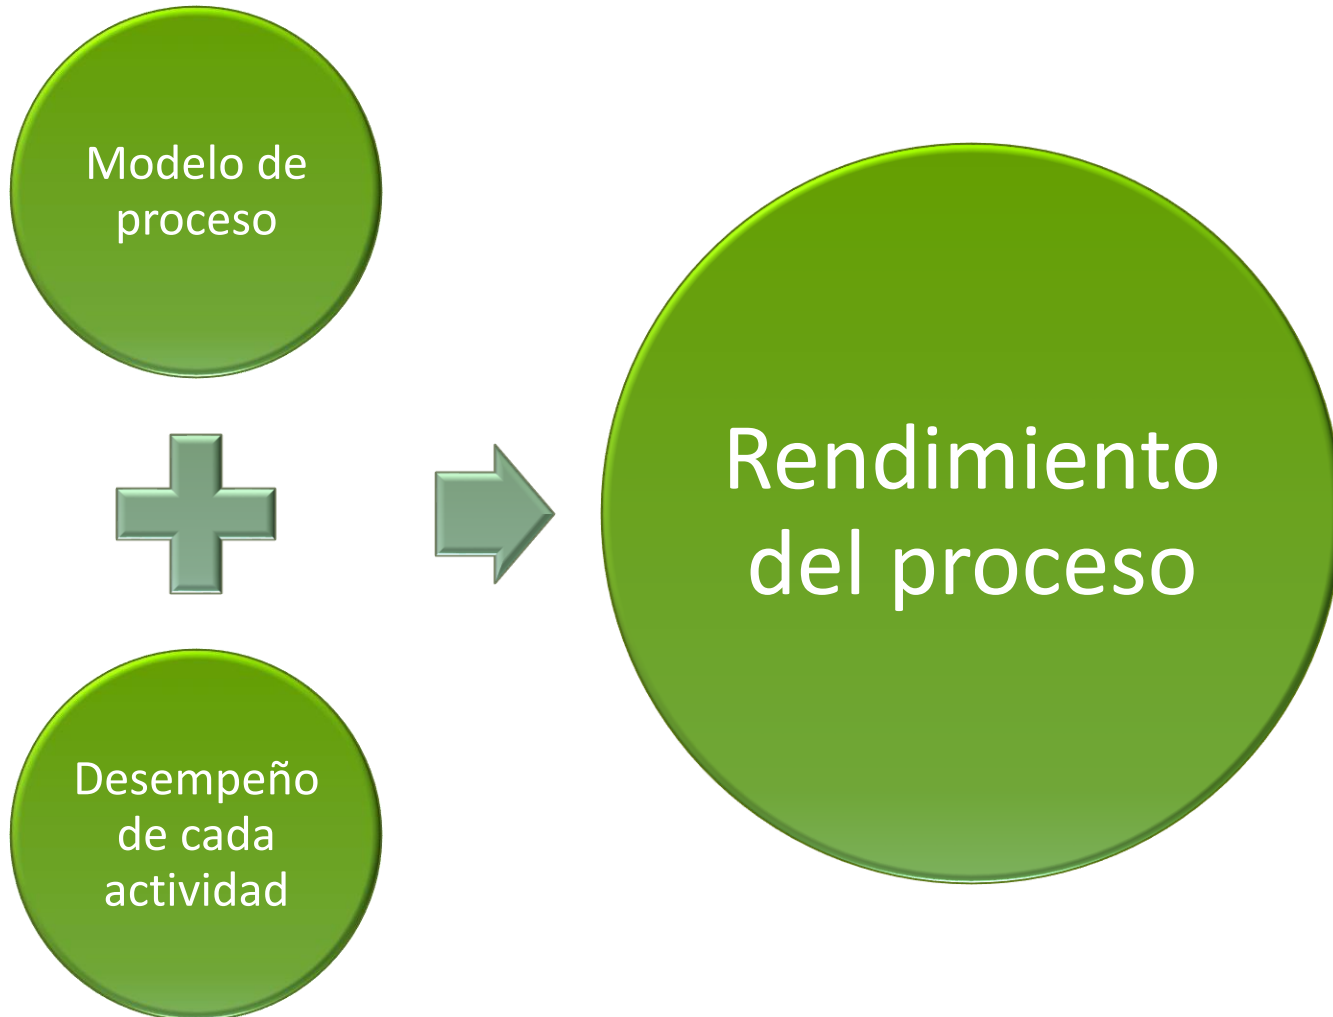 Modelo de
proceso
Desempeño
de cada
actividad
Rendimiento
del proceso